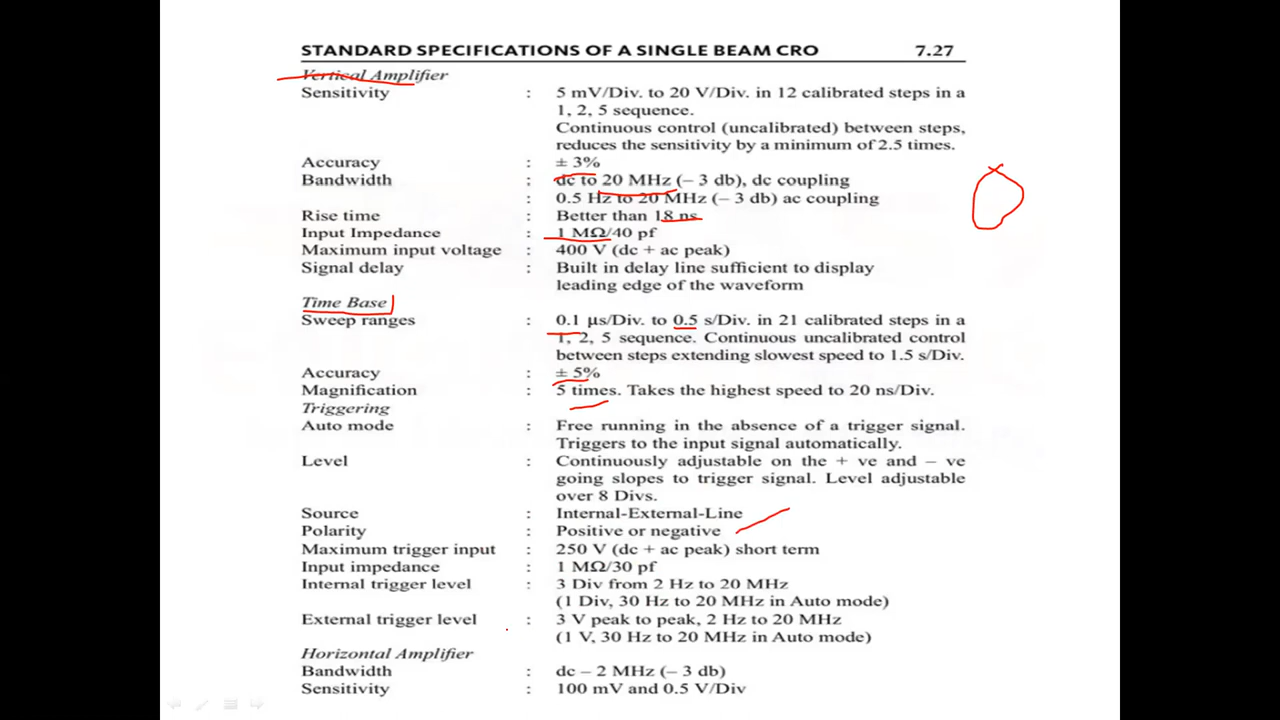 STANDARD SPECIFICATIONS OF A SINGLE BEAM CRO 7.27
Vertical Amplifier
Sensitivity : 5 mV/Div. to 20 V/Div. in 12 calibrated steps in a
1, 2, 5 sequence.
Continuous control (uncalibrated) between steps,
reduces the sensitivity by a minimum of 2.5 times.
Accuracy : ± 3%
Bandwidth : dc to 20 MHz (– 3 db), dc coupling
: 0.5 Hz to 20 MHz (– 3 db) ac coupling
Rise time : Better than 18 ns
Input Impedance : 1 MΩ/40 pf
Maximum input voltage : 400 V (dc + ac peak)
Signal delay : Built in delay line sufficient to display
leading edge of the waveform
Time Base
Sweep ranges : 0.1 μs/Div. to 0.5 s/Div. in 21 calibrated steps in a
1, 2, 5 sequence. Continuous uncalibrated control
between steps extending slowest speed to 1.5 s/Div.
Accuracy : ± 5%
Magnification : 5 times. Takes the highest speed to 20 ns/Div.
Triggering
Auto mode : Free running in the absence of a trigger signal.
Triggers to the input signal automatically.
Level : Continuously adjustable on the + ve and – ve
going slopes to trigger signal. Level adjustable
over 8 Divs.
Source : Internal-External-Line
Polarity : Positive or negative
Maximum trigger input : 250 V (dc + ac peak) short term
Input impedance : 1 MΩ/30 pf
Internal trigger level : 3 Div from 2 Hz to 20 MHz
(1 Div, 30 Hz to 20 MHz in Auto mode)
External trigger level : 3 V peak to peak, 2 Hz to 20 MHz
(1 V, 30 Hz to 20 MHz in Auto mode)
Horizontal Amplifier
Bandwidth : dc – 2 MHz (– 3 db)
Sensitivity : 100 mV and 0.5 V/Div